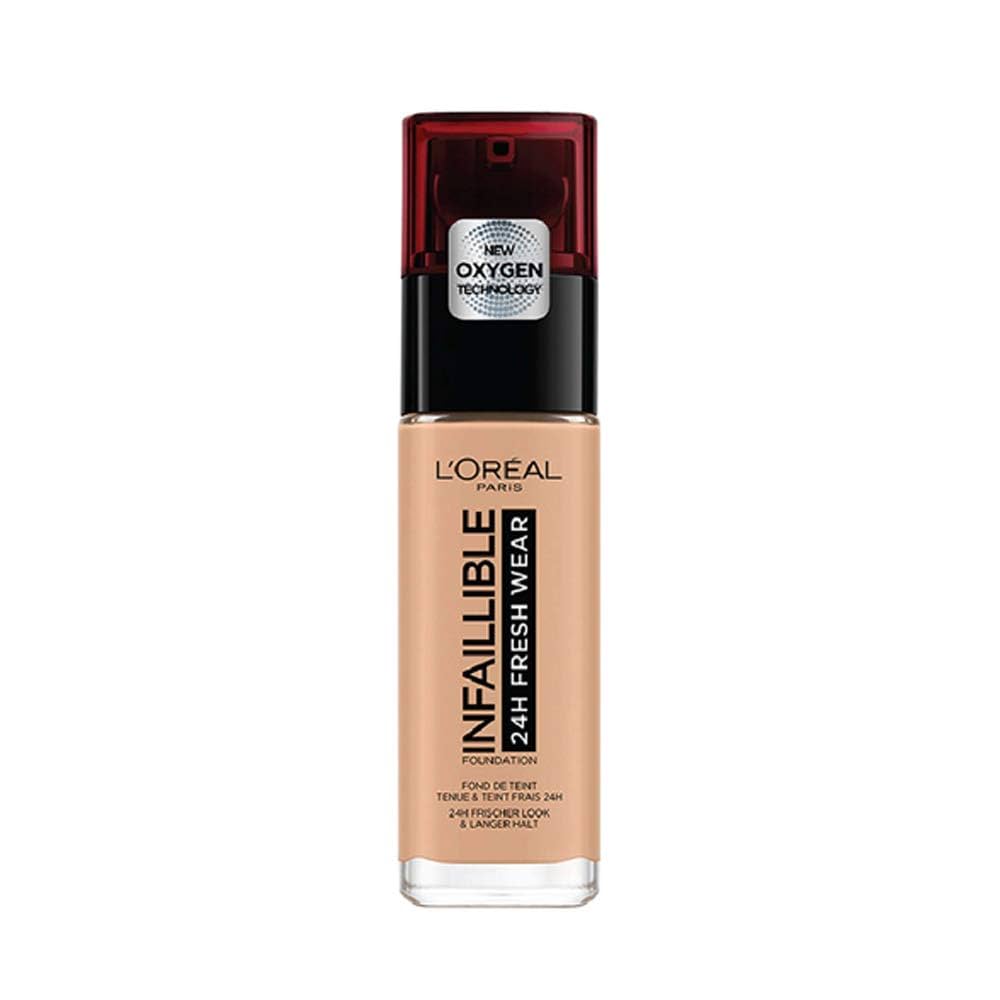 NEW
OXYGEN
TECHNOLOGY
L'ORÉAL
PARIS
INFAILLIBLE
24H FRESH WEAR
FOUNDATION
FOND DE TEINT
TENUE & TEINT FRAIS 24H
24H FRISCHER LOOK
& LANGER HALT